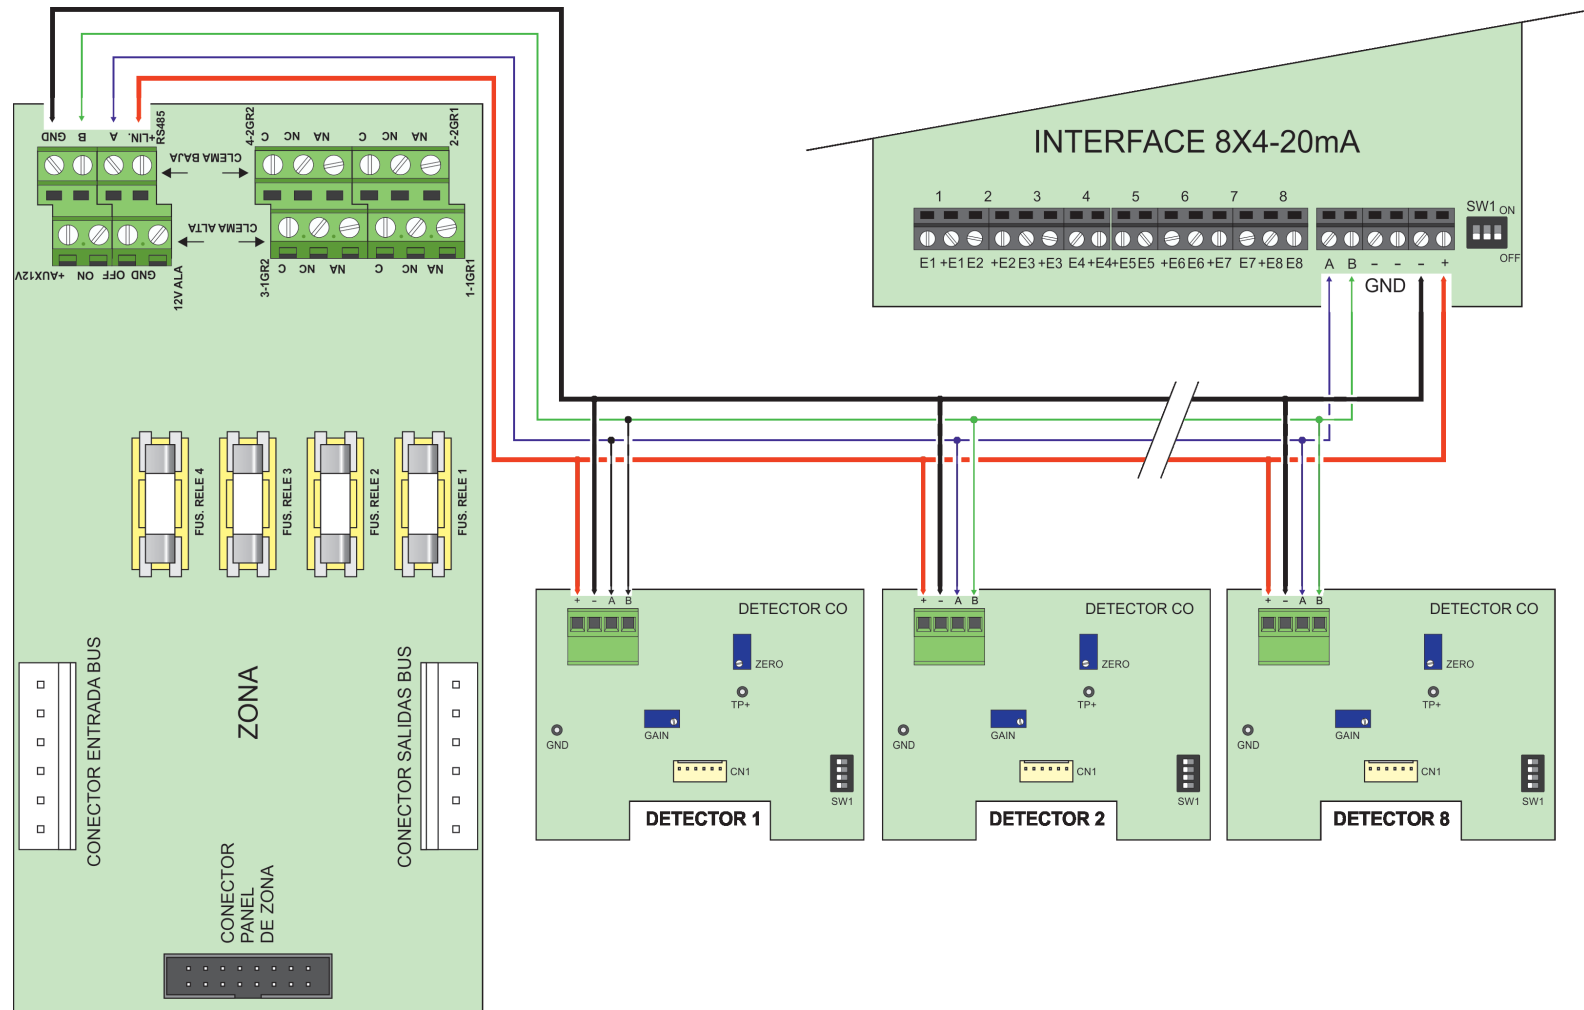 GND B A +LIN.
RS485
4-2GR2
C NC NA C NC NA
2-2GR1
CLEMA BAJA
CLEMA ALTA
+AUX12V ON OFF GND
12V ALA
3-1GR2
C NC NA C NC NA
1-1GR1
FUS. RELE 4
FUS. RELE 3
FUS. RELE 2
FUS. RELE 1
CONECTOR ENTRADA BUS
ZONA
CONECTOR SALIDAS BUS
CONECTOR
PANEL
DE ZONA
INTERFACE 8X4-20mA
1 2 3 4 5 6 7 8
E1 +E1 E2 +E2 E3 +E3 E4 +E4 +E5 E5 +E6 E6 +E7 E7 +E8 E8
A B - - - +
GND
SW1 ON
OFF
+ - A B
DETECTOR CO
ZERO
TP+
GAIN
GND
CN1
SW1
DETECTOR 1
+ - A B
DETECTOR CO
ZERO
TP+
GAIN
GND
CN1
SW1
DETECTOR 2
+ - A B
DETECTOR CO
ZERO
TP+
GAIN
GND
CN1
SW1
DETECTOR 8